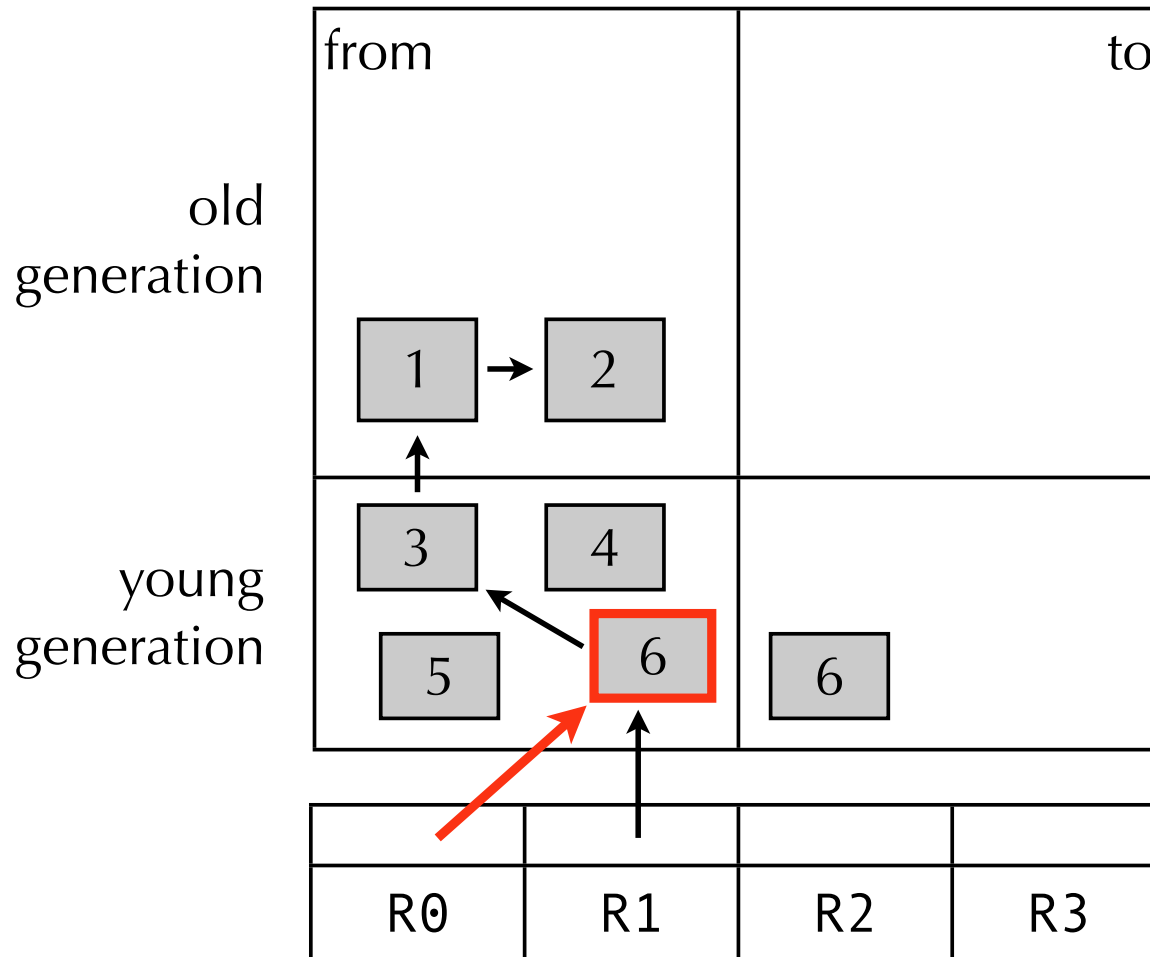 from
to
old
generation
1
2
3
4
young
generation
5
6
6
R0
R1
R2
R3